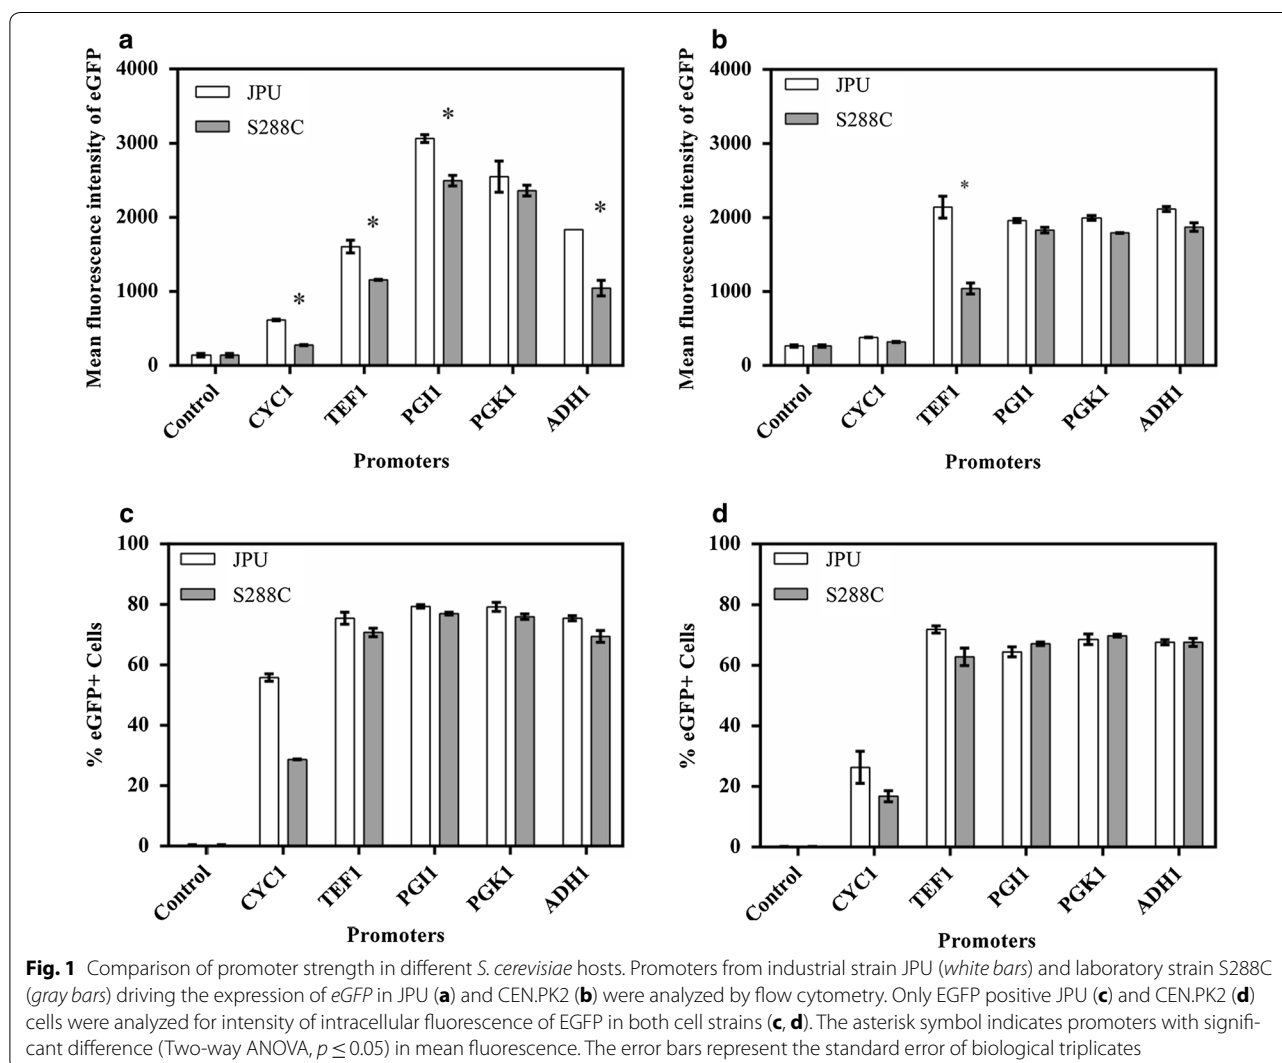 a
Mean fluorescence intensity of eGFP
4000
3000
2000
1000
0
JPU
S288C
*
*
*
*
Control
CYC1
TEF1
PGI1
PGK1
ADH1
Promoters
b
Mean fluorescence intensity of eGFP
4000
3000
2000
1000
0
JPU
S288C
*
Control
CYC1
TEF1
PGI1
PGK1
ADH1
Promoters
c
% eGFP+ Cells
100
80
60
40
20
0
JPU
S288C
Control
CYC1
TEF1
PGI1
PGK1
ADH1
Promoters
d
% eGFP+ Cells
100
80
60
40
20
0
JPU
S288C
Control
CYC1
TEF1
PGI1
PGK1
ADH1
Promoters
Fig. 1 Comparison of promoter strength in different S. cerevisiae hosts. Promoters from industrial strain JPU (white bars) and laboratory strain S288C
(gray bars) driving the expression of eGFP in JPU (a) and CEN.PK2 (b) were analyzed by flow cytometry. Only EGFP positive JPU (c) and CEN.PK2 (d)
cells were analyzed for intensity of intracellular fluorescence of EGFP in both cell strains (c, d). The asterisk symbol indicates promoters with signifi-
cant difference (Two-way ANOVA, p ≤ 0.05) in mean fluorescence. The error bars represent the standard error of biological triplicates